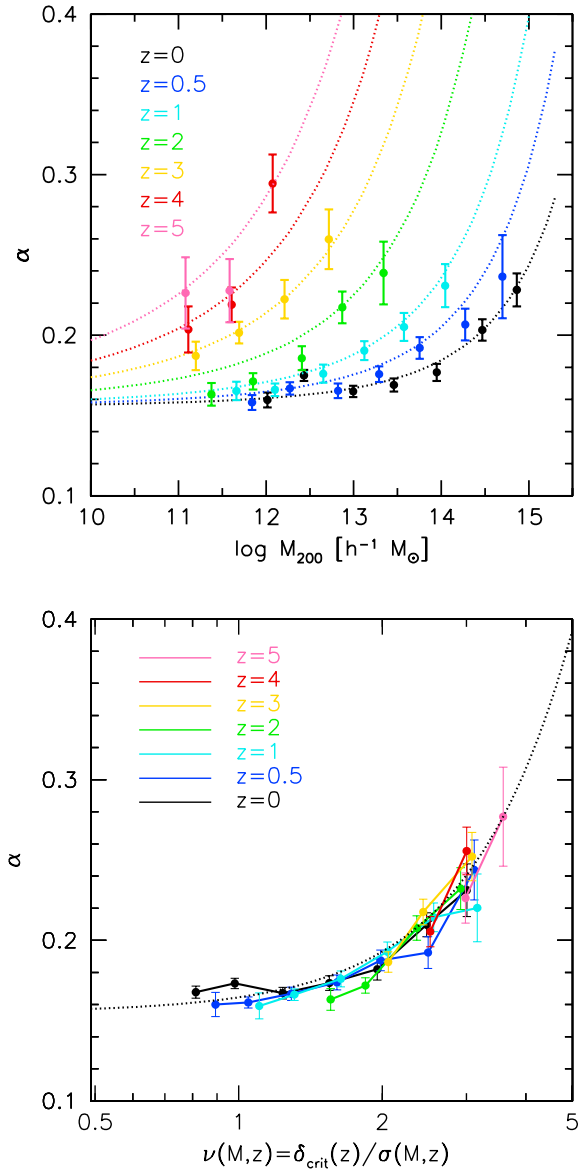 0.4
0.3
0.2
0.1
α
z=0
z=0.5
z=1
z=2
z=3
z=4
z=5
10 11 12 13 14 15
log M200 [h−1 M⊙]
0.4
0.3
0.2
0.1
α
z=5
z=4
z=3
z=2
z=1
z=0.5
z=0
0.5 1 2 5
ν(M,z)=δcrit(z)/σ(M,z)